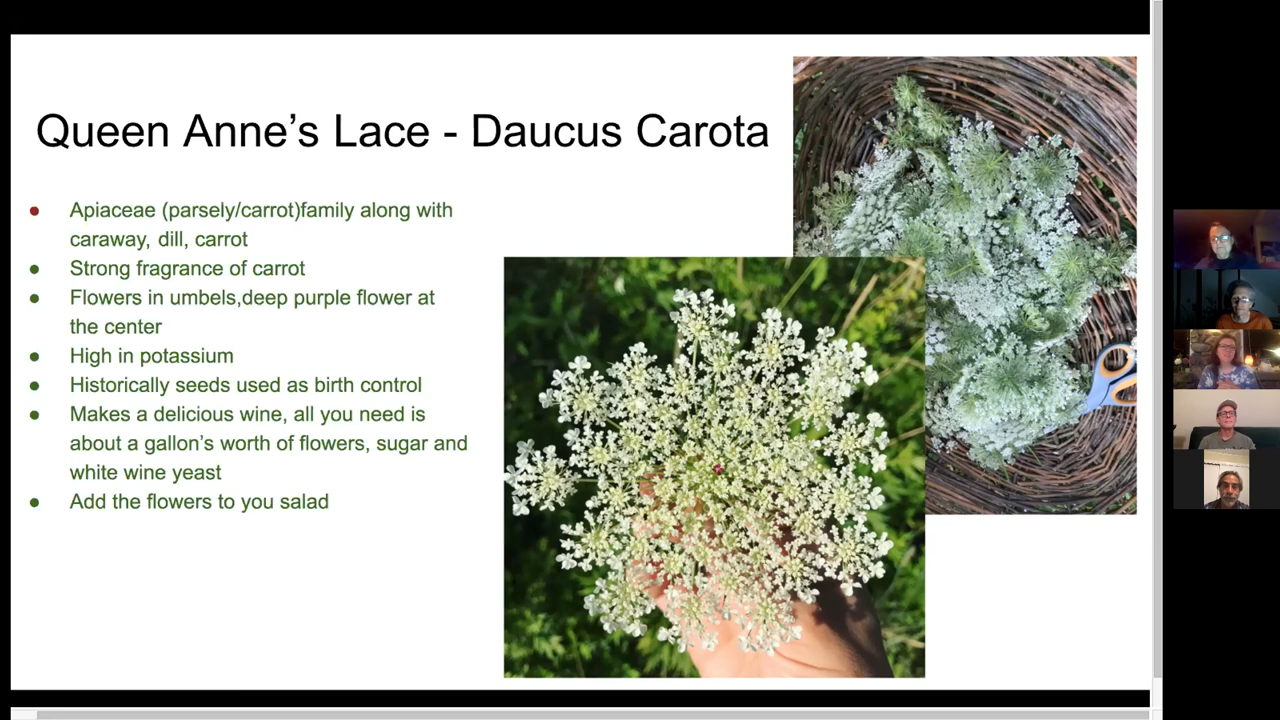 Queen Anne’s Lace - Daucus Carota
Apiaceae (parsely/carrot)family along with
caraway, dill, carrot
Strong fragrance of carrot
Flowers in umbels,deep purple flower at
the center
High in potassium
Historically seeds used as birth control
Makes a delicious wine, all you need is
about a gallon’s worth of flowers, sugar and
white wine yeast
Add the flowers to you salad